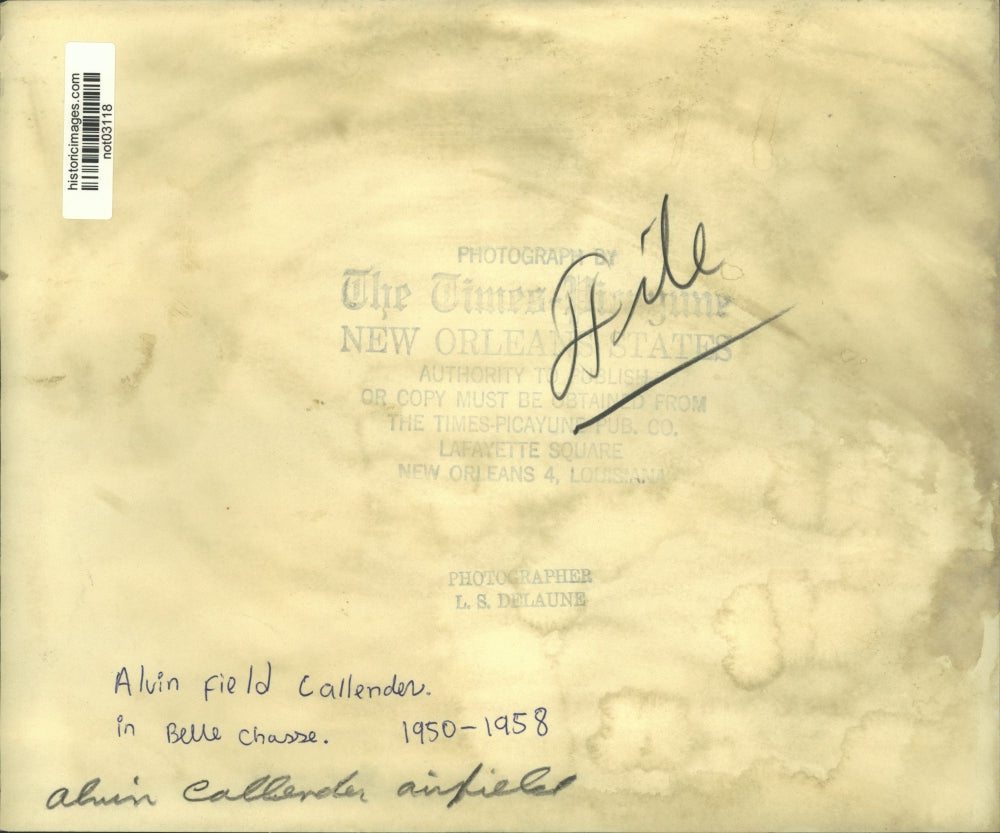 historicimages.com
not03118
File
PHOTOGRAPH BY
The Times-Picayune
NEW ORLEANS STATES
AUTHORITY TO PUBLISH
OR COPY MUST BE OBTAINED FROM
THE TIMES-PICAYUNE PUB. CO.
LAFAYETTE SQUARE
NEW ORLEANS 4, LOUISIANA
PHOTOGRAPHER
L. S. DELAUNE
Alvin Field Callender.
in Belle Chasse. 1950-1958
alvin callender airfield